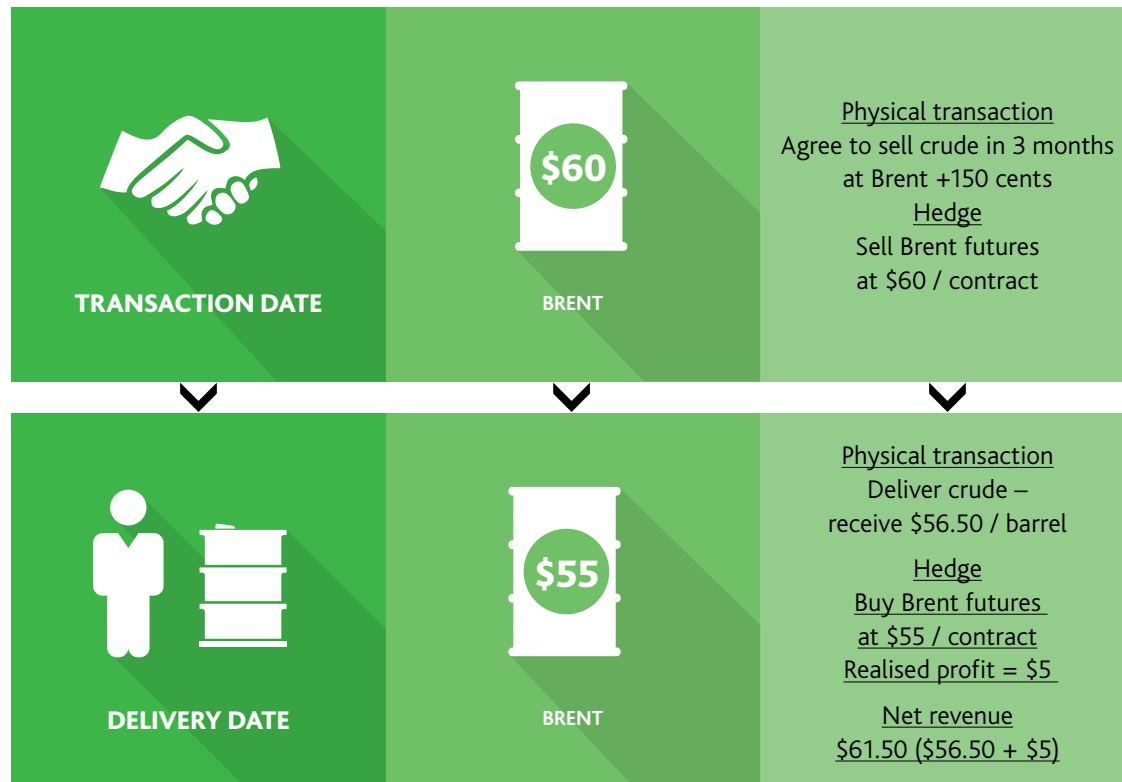 TRANSACTION DATE
$60
BRENT
Physical transaction
Agree to sell crude in 3 months
at Brent +150 cents
Hedge
Sell Brent futures
at $60 / contract
DELIVERY DATE
$55
BRENT
Physical transaction
Deliver crude –
receive $56.50 / barrel
Hedge
Buy Brent futures
at $55 / contract
Realised profit = $5
Net revenue
$61.50 ($56.50 + $5)